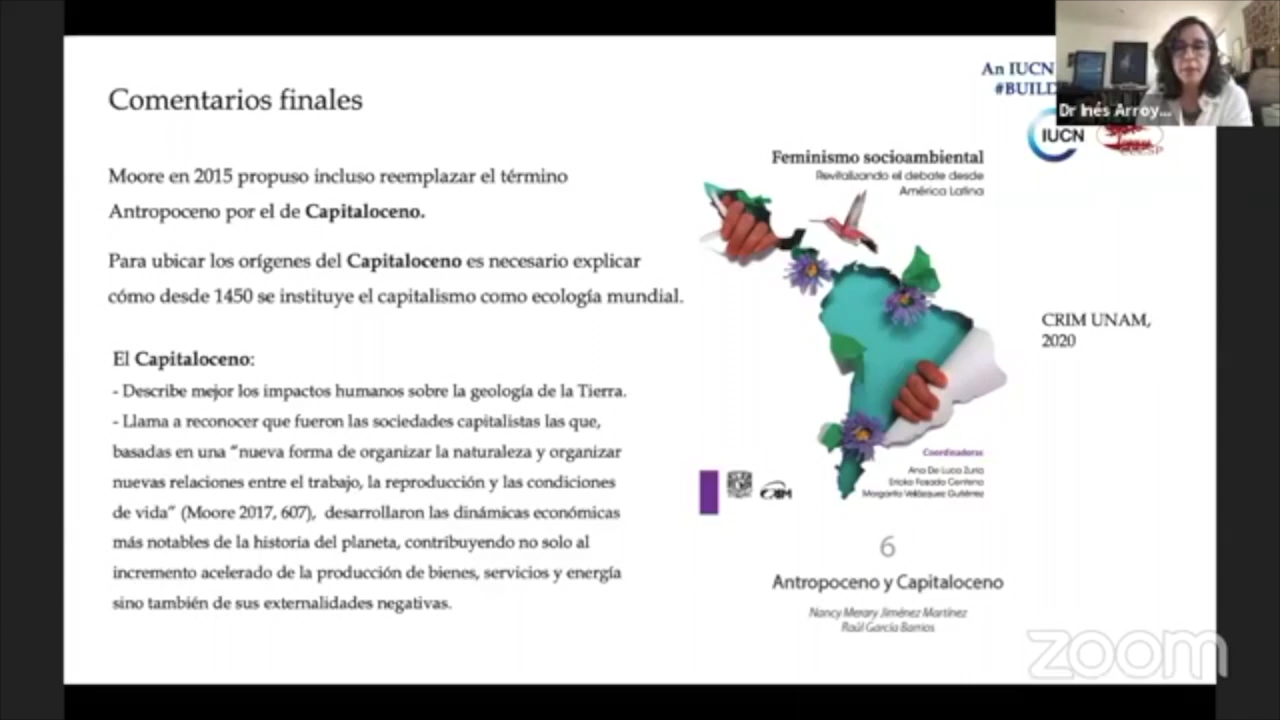 Comentarios finales
Moore en 2015 propuso incluso reemplazar el término
Antropoceno por el de Capitaloceno.
Para ubicar los orígenes del Capitaloceno es necesario explicar
cómo desde 1450 se instituye el capitalismo como ecología mundial.
El Capitaloceno:
- Describe mejor los impactos humanos sobre la geología de la Tierra.
- Llama a reconocer que fueron las sociedades capitalistas las que,
basadas en una “nueva forma de organizar la naturaleza y organizar
nuevas relaciones entre el trabajo, la reproducción y las condiciones
de vida” (Moore 2017, 607), desarrollaron las dinámicas económicas
más notables de la historia del planeta, contribuyendo no solo al
incremento acelerado de la producción de bienes, servicios y energía
sino también de sus externalidades negativas.
Feminismo socioambiental
Revitalizando el debate desde
América Latina
Coordinadoras
Ana De Luca Zuria
Ericka Fosado Centeno
Margarita Velázquez Gutiérrez
CRIM
6
Antropoceno y Capitaloceno
Nancy Merary Jiménez Martínez
Raúl García Barrios
CRIM UNAM,
2020
An IUCN
#BUILD
IUCN
Dr Inés Arroy...
zoom